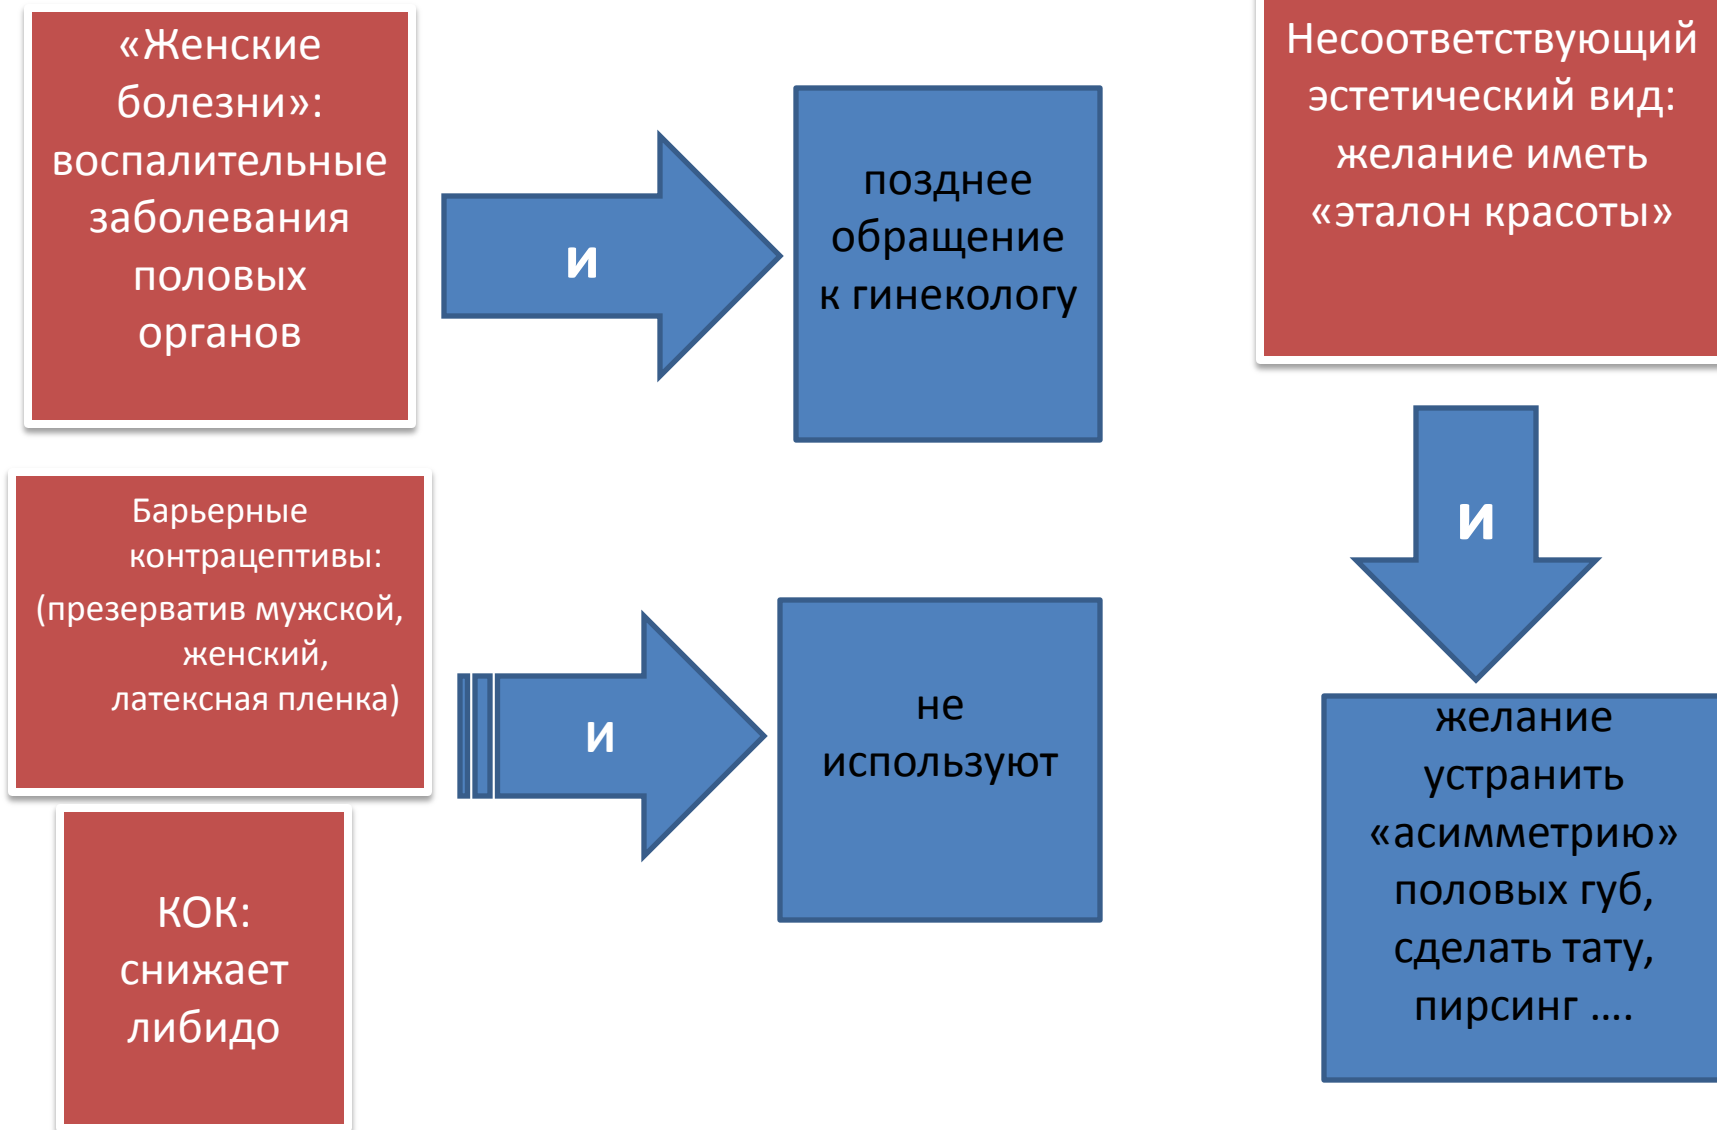 «Женские
болезни»:
воспалительные
заболевания
половых
органов
и
позднее
обращение
к гинекологу
Несоответствующий
эстетический вид:
желание иметь
«эталон красоты»
и
желание
устранить
«асимметрию»
половых губ,
сделать тату,
пирсинг ....
Барьерные
контрацептивы:
(презерватив мужской,
женский,
латексная пленка)
и
не
используют
КОК:
снижает
либидо